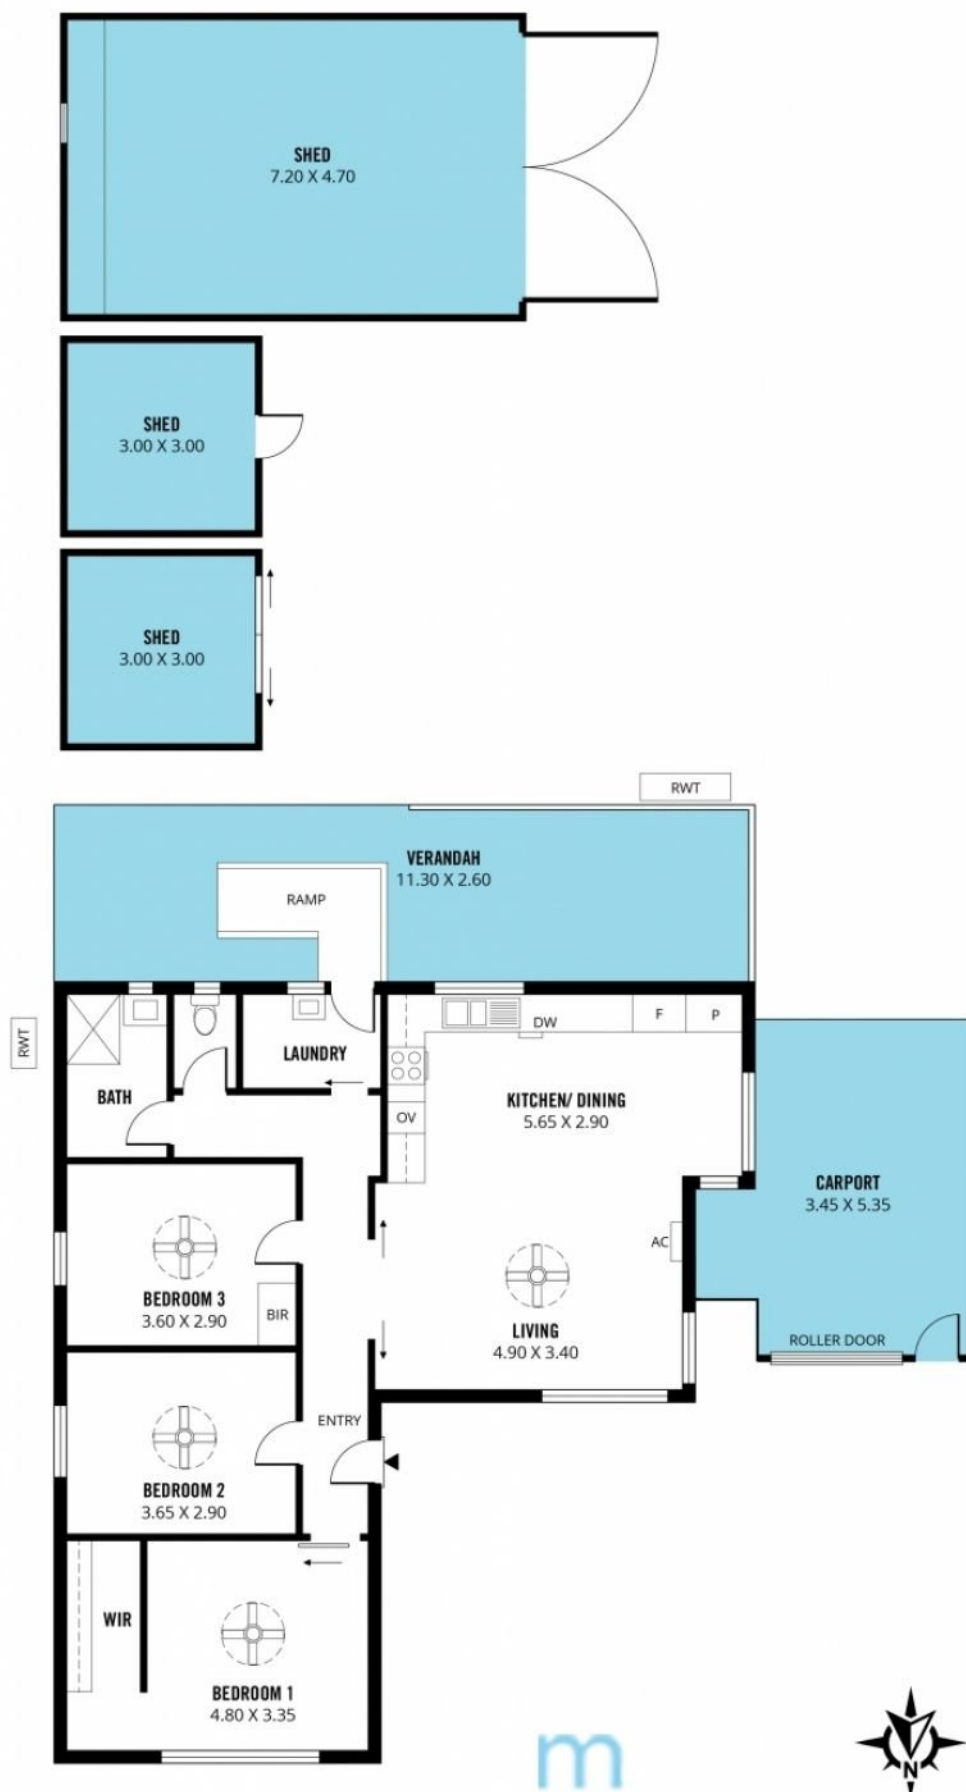 SHED
7.20 X 4.70
SHED
3.00 X 3.00
SHED
3.00 X 3.00
RWT
VERANDAH
11.30 X 2.60
RAMP
RWT
LAUNDRY
BATH
DW
F
P
OV
KITCHEN/ DINING
5.65 X 2.90
CARPORT
3.45 X 5.35
AC
BEDROOM 3
3.60 X 2.90
BIR
LIVING
4.90 X 3.40
ROLLER DOOR
ENTRY
BEDROOM 2
3.65 X 2.90
WIR
BEDROOM 1
4.80 X 3.35
m
N